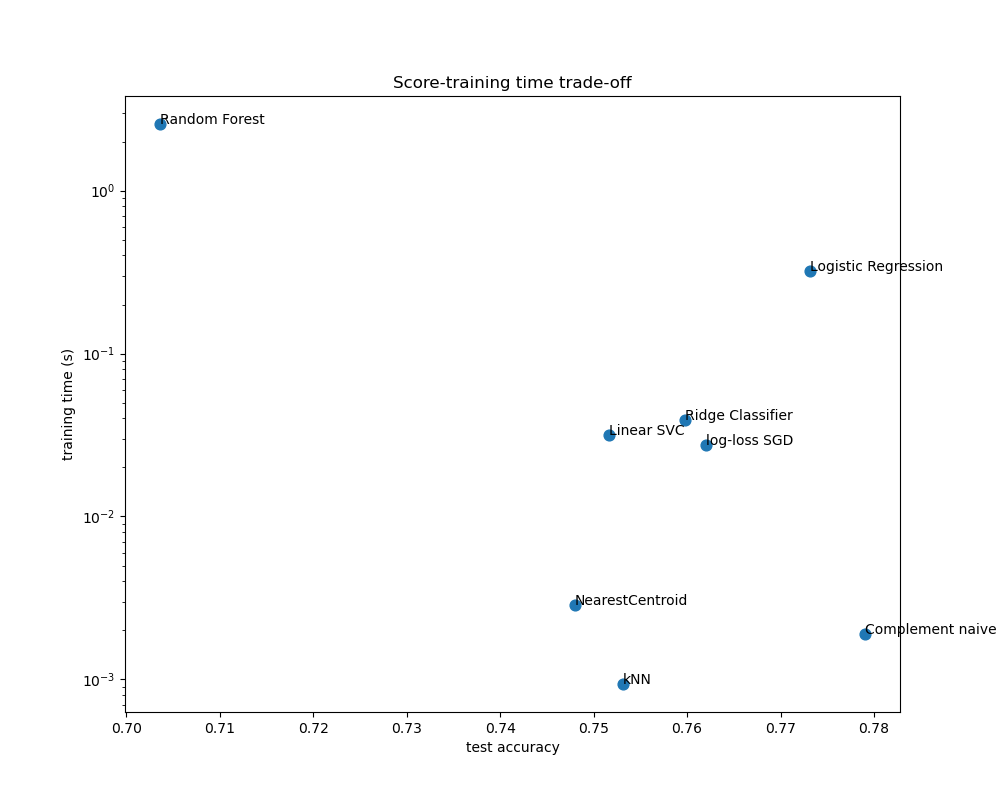 Score-training time trade-off
Random Forest
10⁰
Logistic Regression
10⁻¹
training time (s)
Ridge Classifier
Linear SVC
log-loss SGD
10⁻²
NearestCentroid
Complement naive
kNN
10⁻³
0.70 0.71 0.72 0.73 0.74 0.75 0.76 0.77 0.78
test accuracy